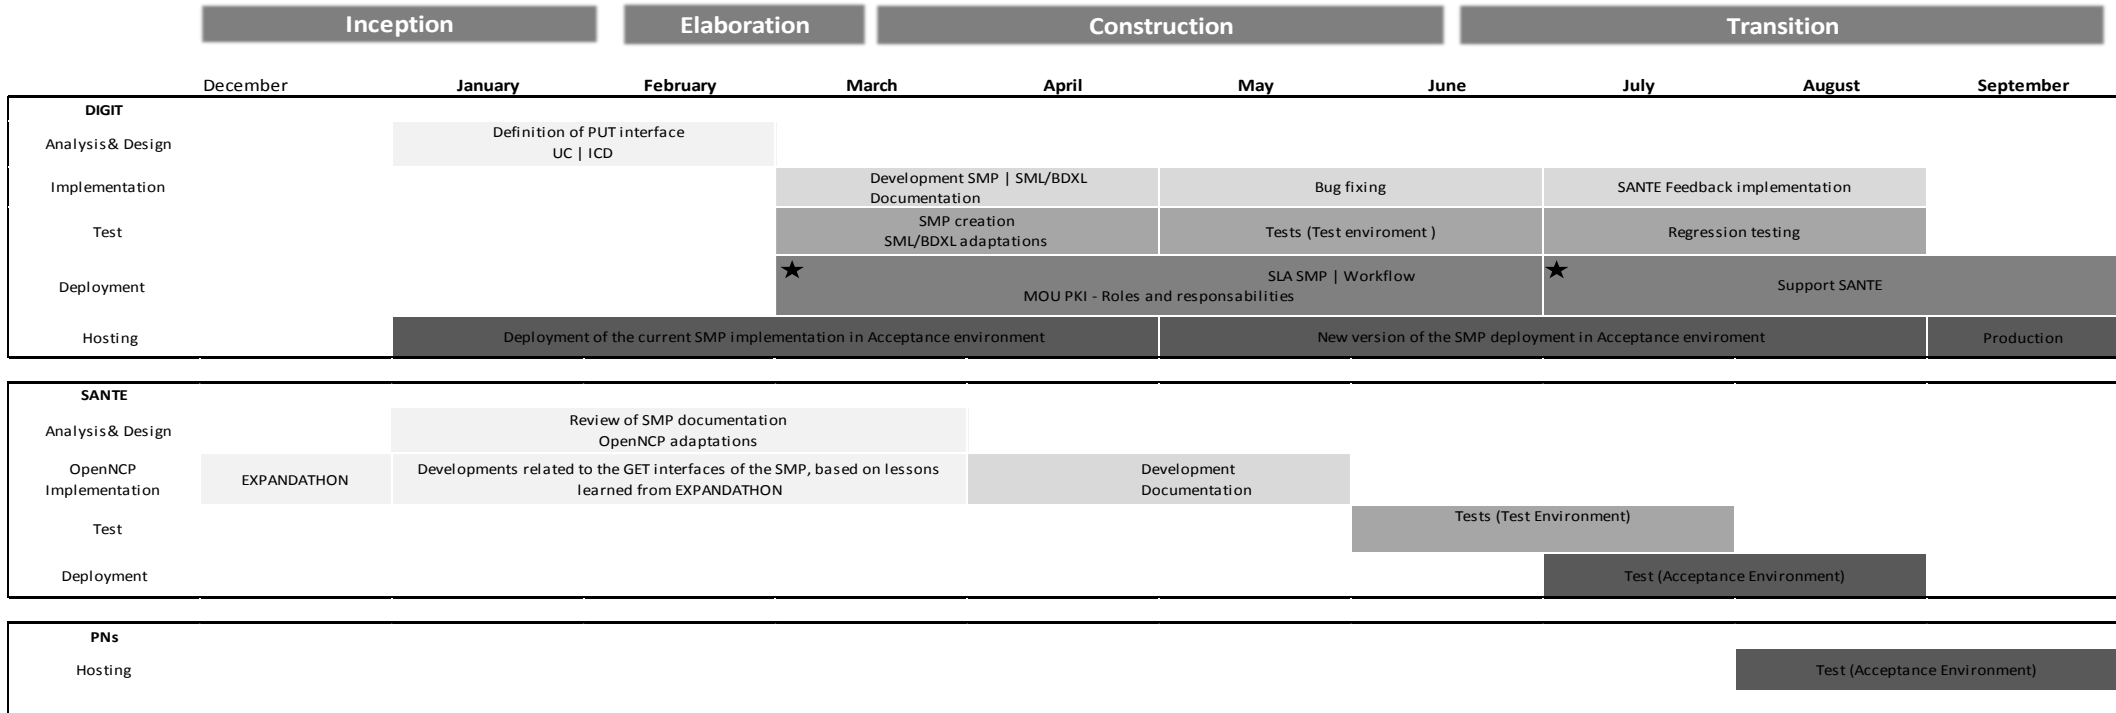 Inception Elaboration Construction Transition
December January February March April May June July August September
DIGIT
Analysis& Design
Definition of PUT interface
UC | ICD
Implementation
Development SMP | SML/BDXL
Documentation
Bug fixing
SANTE Feedback implementation
Test
SMP creation
SML/BDXL adaptations
Tests (Test enviroment )
Regression testing
Deployment
SLA SMP | Workflow
MOU PKI - Roles and responsabilities
Support SANTE
Hosting
Deployment of the current SMP implementation in Acceptance environment
New version of the SMP deployment in Acceptance enviroment
Production
SANTE
Analysis& Design
Review of SMP documentation
OpenNCP adaptations
OpenNCP
Implementation
EXPANDATHON
Developments related to the GET interfaces of the SMP, based on lessons
learned from EXPANDATHON
Development
Documentation
Test
Tests (Test Environment)
Deployment
Test (Acceptance Environment)
PNs
Hosting
Test (Acceptance Environment)